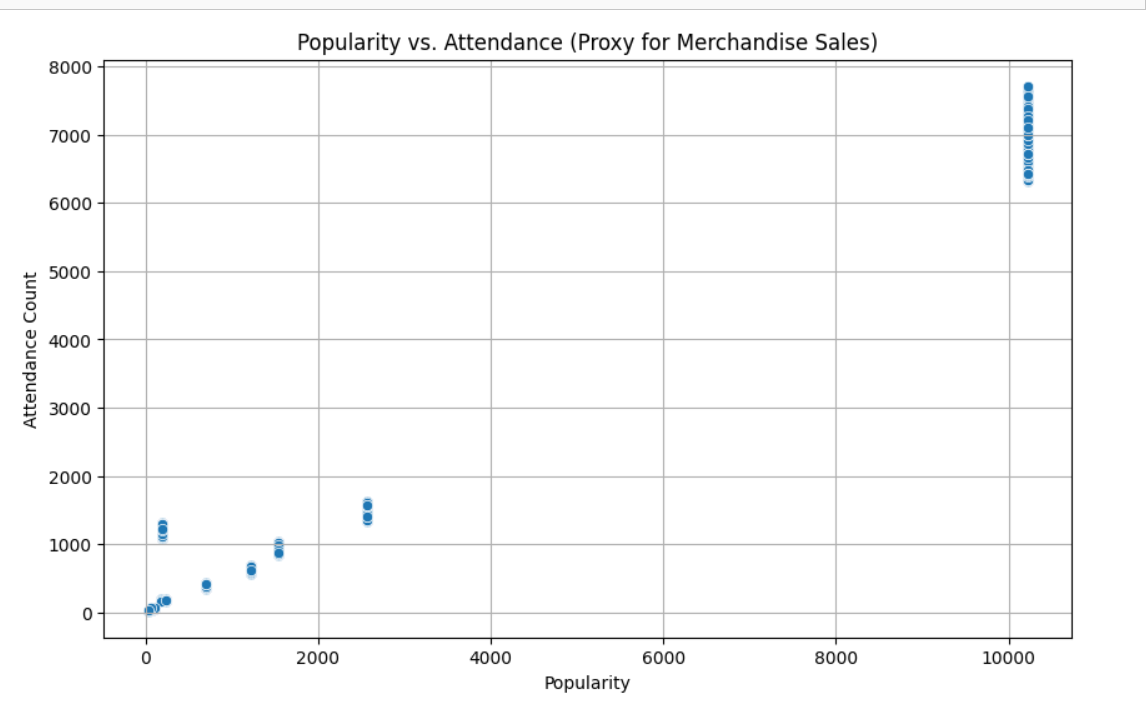 Popularity vs. Attendance (Proxy for Merchandise Sales)
8000
7000
6000
5000
4000
3000
2000
1000
0
Attendance Count
0 2000 4000 6000 8000 10000
Popularity